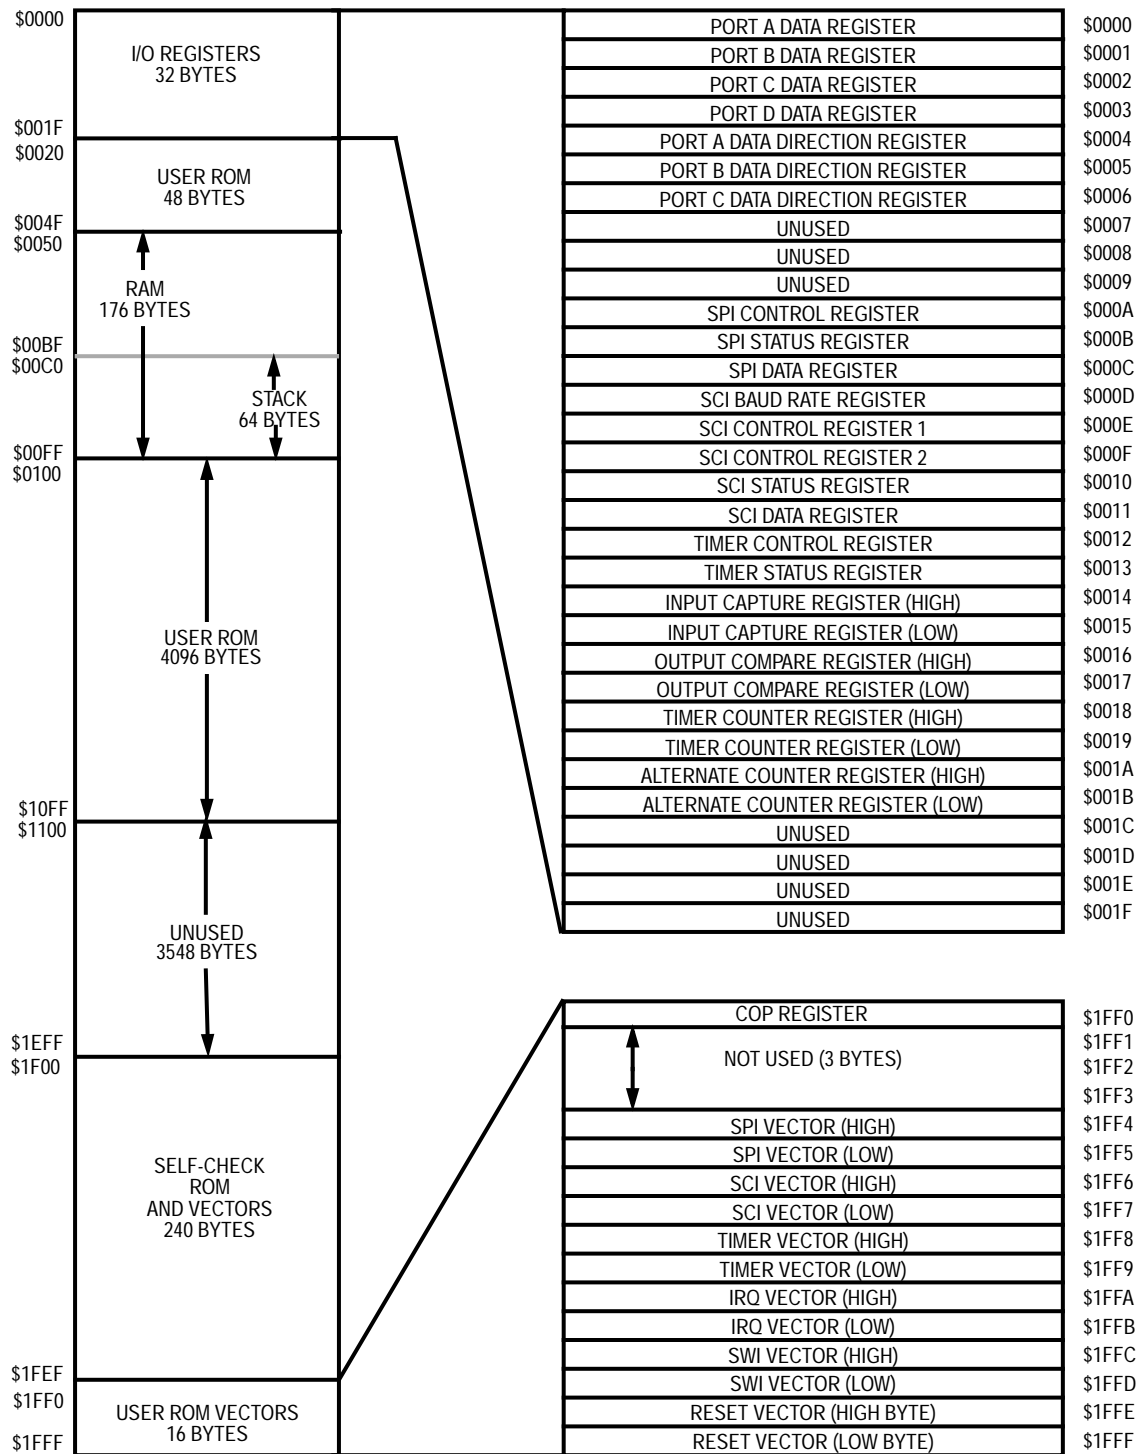 $0000
I/O REGISTERS
32 BYTES
$001F
$0020
USER ROM
48 BYTES
$004F
$0050
RAM
176 BYTES
$00BF
$00C0
STACK
64 BYTES
$00FF
$0100
USER ROM
4096 BYTES
$10FF
$1100
UNUSED
3548 BYTES
$1EFF
$1F00
SELF-CHECK
ROM
AND VECTORS
240 BYTES
$1FEF
$1FF0
USER ROM VECTORS
16 BYTES
$1FFF
PORT A DATA REGISTER $0000
PORT B DATA REGISTER $0001
PORT C DATA REGISTER $0002
PORT D DATA REGISTER $0003
PORT A DATA DIRECTION REGISTER $0004
PORT B DATA DIRECTION REGISTER $0005
PORT C DATA DIRECTION REGISTER $0006
UNUSED $0007
UNUSED $0008
UNUSED $0009
SPI CONTROL REGISTER $000A
SPI STATUS REGISTER $000B
SPI DATA REGISTER $000C
SCI BAUD RATE REGISTER $000D
SCI CONTROL REGISTER 1 $000E
SCI CONTROL REGISTER 2 $000F
SCI STATUS REGISTER $0010
SCI DATA REGISTER $0011
TIMER CONTROL REGISTER $0012
TIMER STATUS REGISTER $0013
INPUT CAPTURE REGISTER (HIGH) $0014
INPUT CAPTURE REGISTER (LOW) $0015
OUTPUT COMPARE REGISTER (HIGH) $0016
OUTPUT COMPARE REGISTER (LOW) $0017
TIMER COUNTER REGISTER (HIGH) $0018
TIMER COUNTER REGISTER (LOW) $0019
ALTERNATE COUNTER REGISTER (HIGH) $001A
ALTERNATE COUNTER REGISTER (LOW) $001B
UNUSED $001C
UNUSED $001D
UNUSED $001E
UNUSED $001F
COP REGISTER $1FF0
$1FF1
NOT USED (3 BYTES) $1FF2
$1FF3
SPI VECTOR (HIGH) $1FF4
SPI VECTOR (LOW) $1FF5
SCI VECTOR (HIGH) $1FF6
SCI VECTOR (LOW) $1FF7
TIMER VECTOR (HIGH) $1FF8
TIMER VECTOR (LOW) $1FF9
IRQ VECTOR (HIGH) $1FFA
IRQ VECTOR (LOW) $1FFB
SWI VECTOR (HIGH) $1FFC
SWI VECTOR (LOW) $1FFD
RESET VECTOR (HIGH BYTE) $1FFE
RESET VECTOR (LOW BYTE) $1FFF